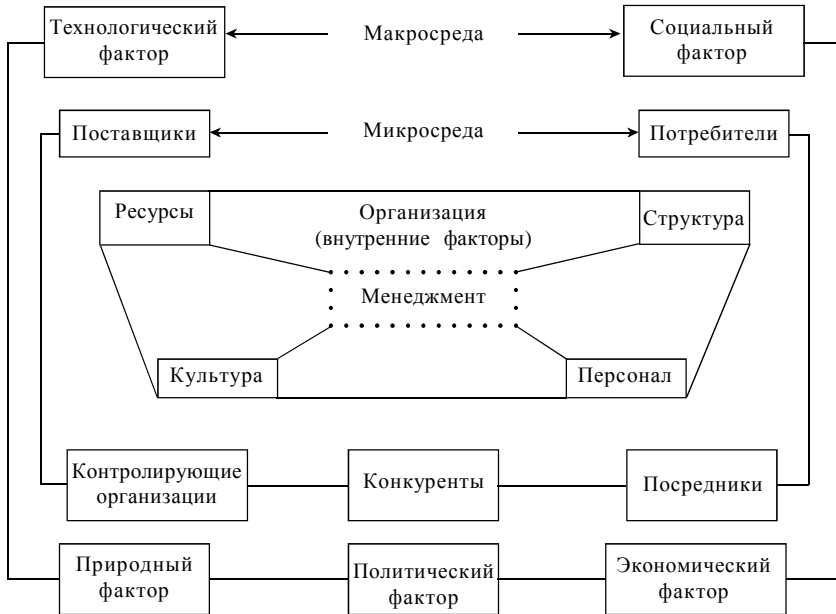 Технологический
фактор
Макросреда
Социальный
фактор
Поставщики
Микросреда
Потребители
Ресурсы
Организация
(внутренние факторы)
Структура
Менеджмент
Культура
Персонал
Контролирующие
организации
Конкуренты
Посредники
Природный
фактор
Политический
фактор
Экономический
фактор